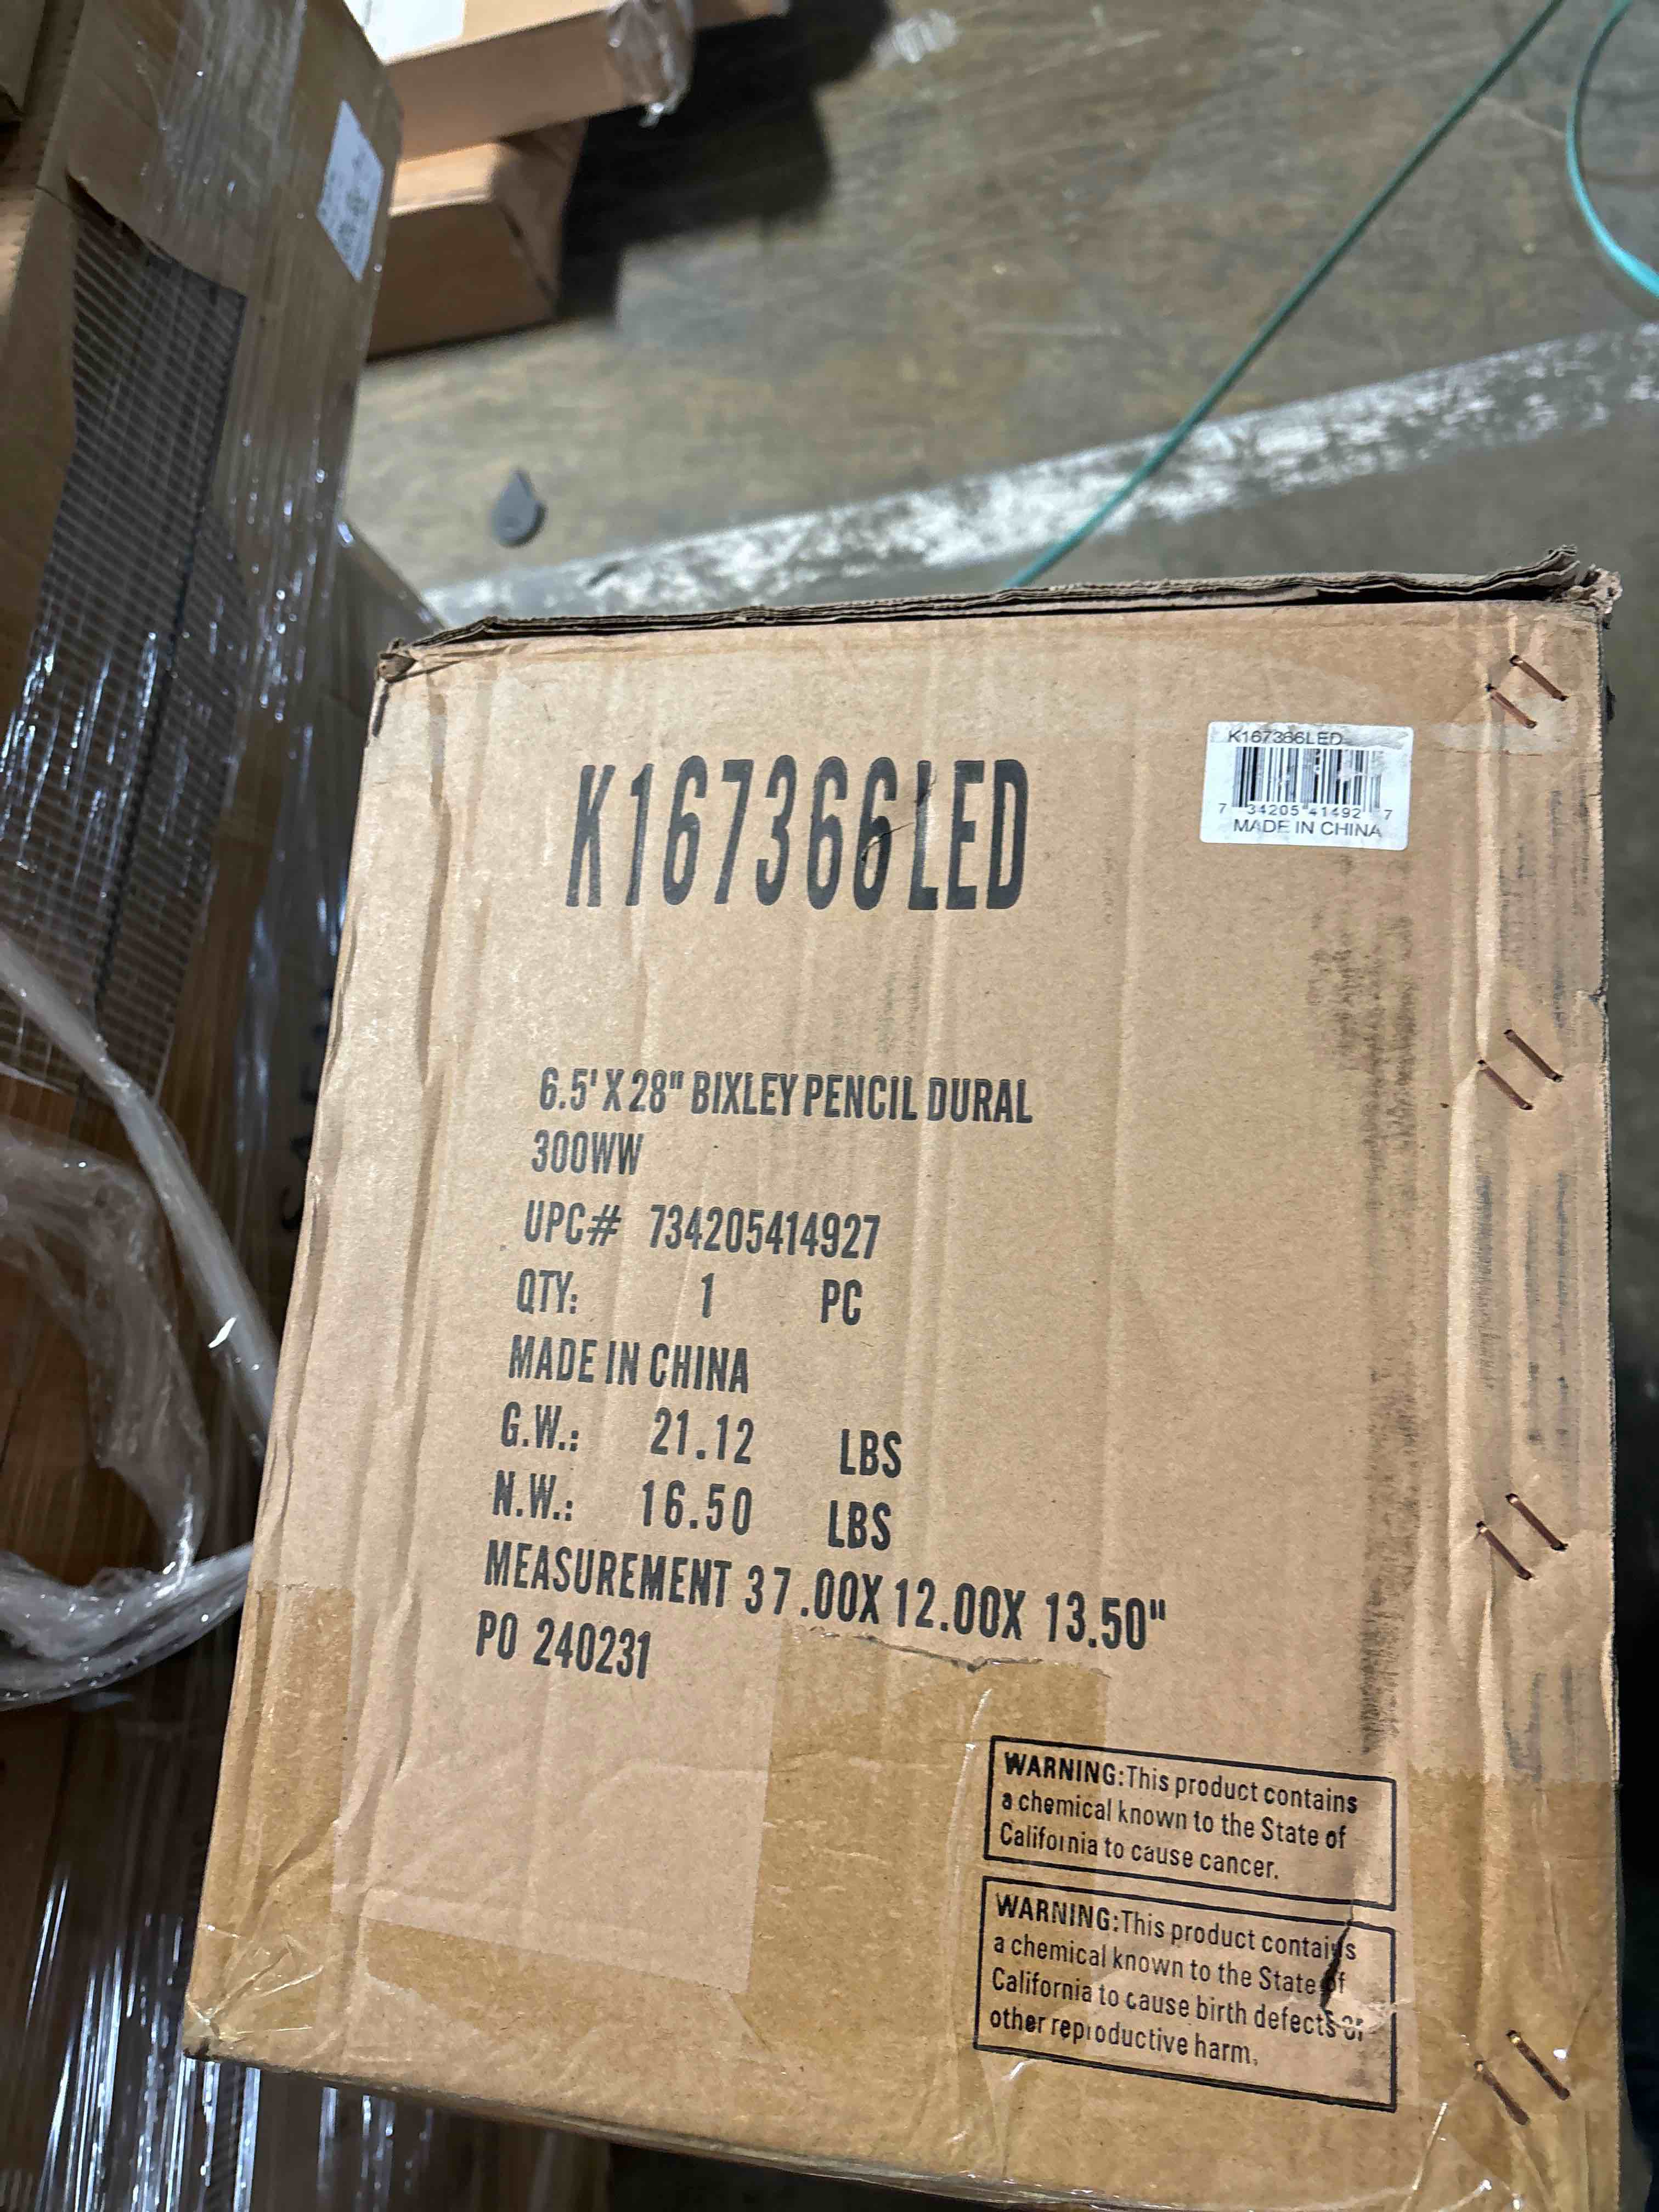 K167366LED
K167366LED
7 34205 41492 7
MADE IN CHINA
6.5' X 28" BIXLEY PENCIL DURAL
300WW
UPC# 734205414927
QTY: 1 PC
MADE IN CHINA
G.W.: 21.12 LBS
N.W.: 16.50 LBS
MEASUREMENT 37.00X 12.00X 13.50"
PO 240231
WARNING:This product contains
a chemical known to the State of
California to cause cancer.
WARNING:This product contains
a chemical known to the State of
California to cause birth defects or
other reproductive harm.